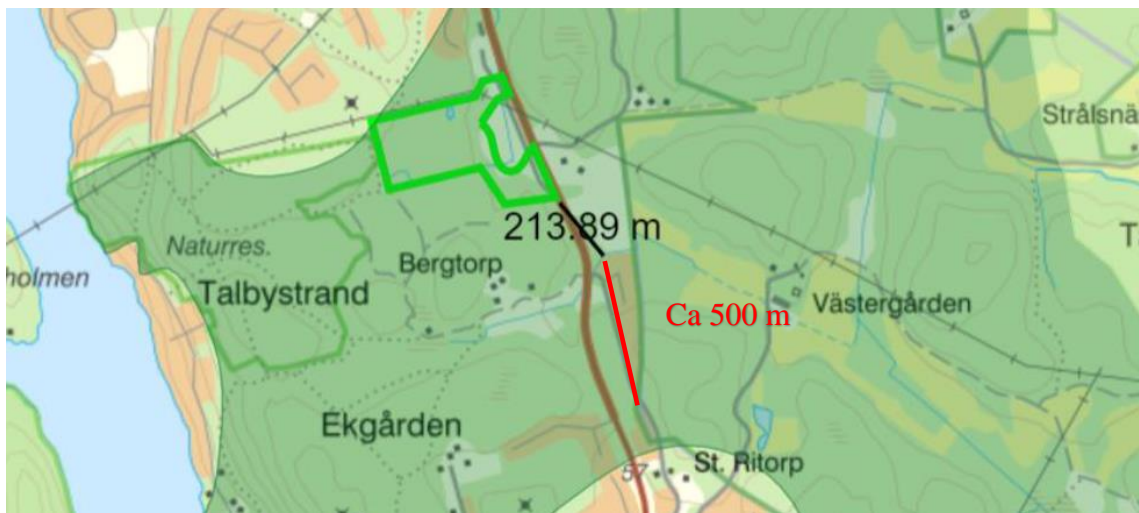 Strålsnä
213.89 m
Naturres.
Bergtorp
T
holmen
Talbystrand
Västergården
Ca 500 m
Ekgården
57
St. Ritorp